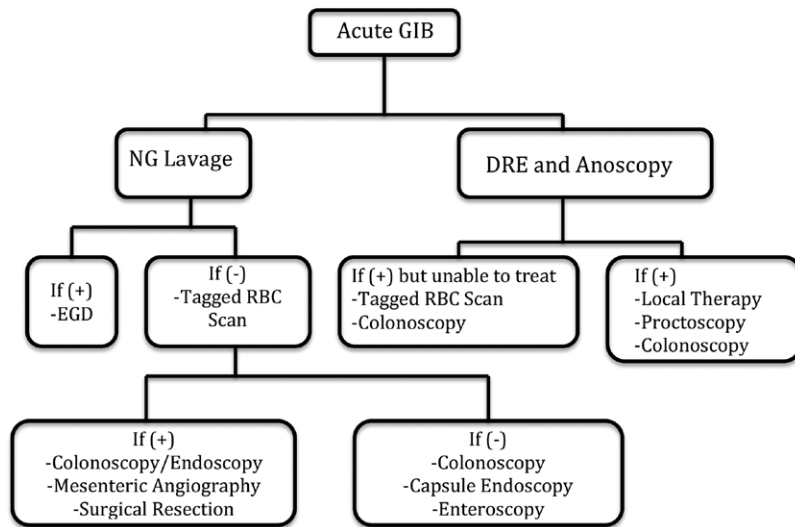 Acute GIB
NG Lavage
DRE and Anoscopy
If (+)
-EGD
If (-)
-Tagged RBC
Scan
If (+) but unable to treat
-Tagged RBC Scan
-Colonoscopy
If (+)
-Local Therapy
-Proctoscopy
-Colonoscopy
If (+)
-Colonoscopy/Endoscopy
-Mesenteric Angiography
-Surgical Resection
If (-)
-Colonoscopy
-Capsule Endoscopy
-Enteroscopy